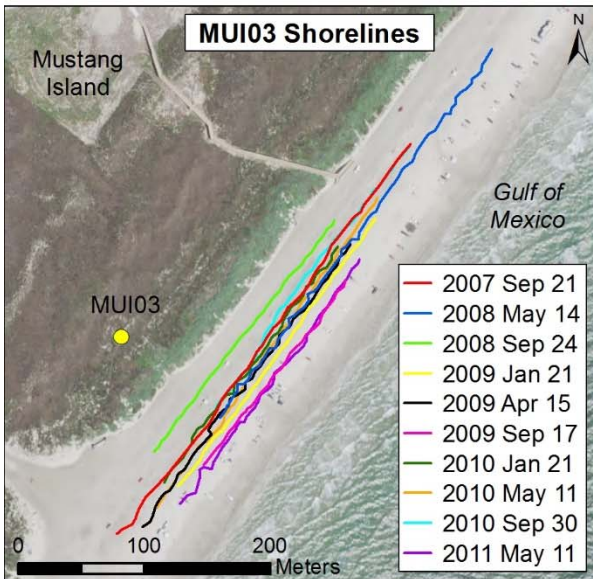 MUI03 Shorelines
N
Mustang
Island
Gulf of
Mexico
MUI03
2007 Sep 21
2008 May 14
2008 Sep 24
2009 Jan 21
2009 Apr 15
2009 Sep 17
2010 Jan 21
2010 May 11
2010 Sep 30
2011 May 11
0 100 200
Meters